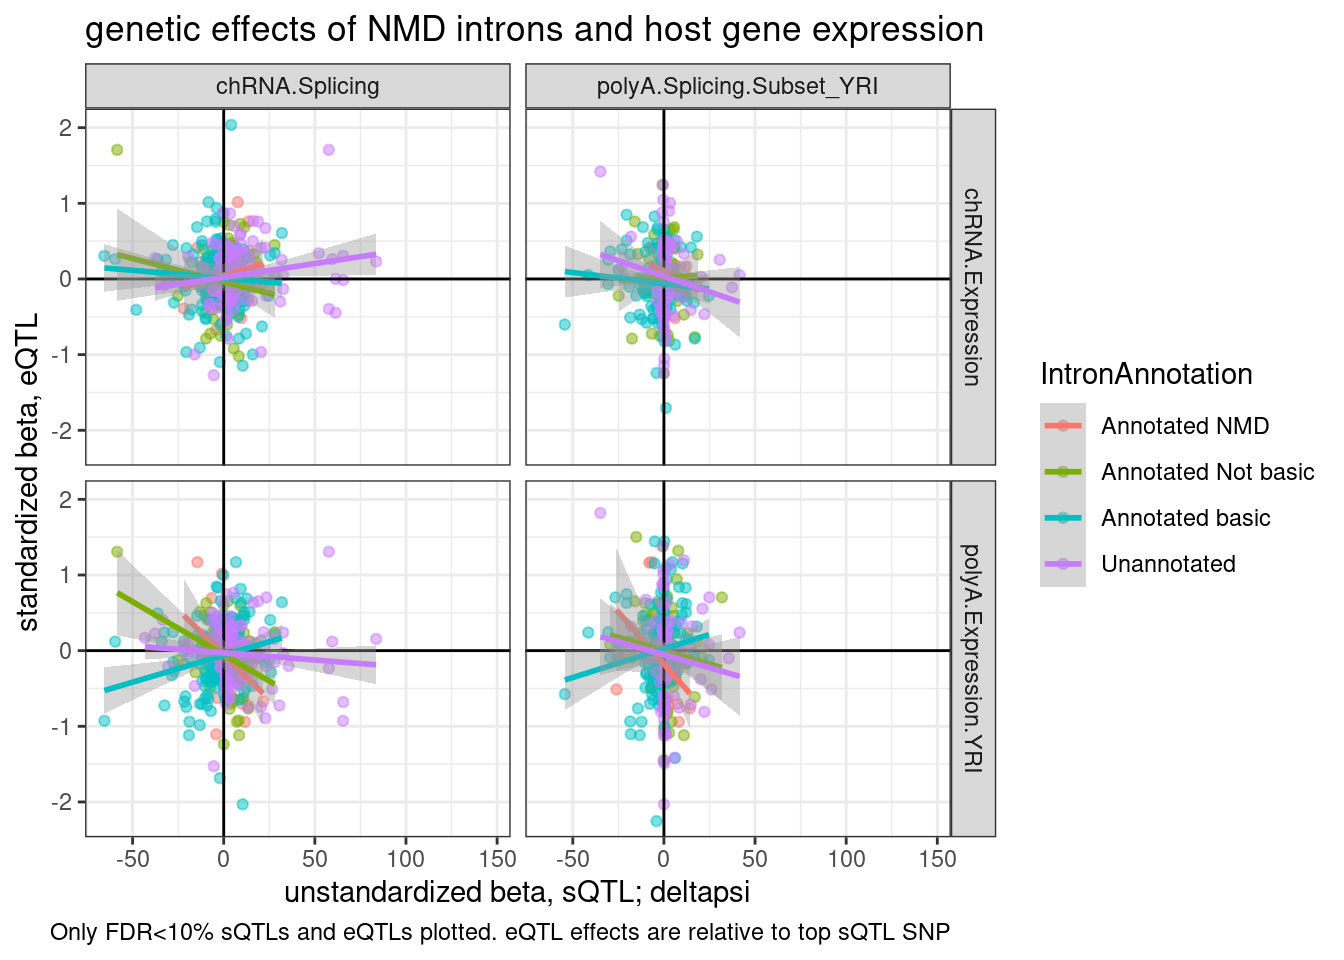 genetic effects of NMD introns and host gene expression
chRNA.Splicing
polyA.Splicing.Subset_YRI
2
1
0
-1
-2
chRNA.Expression
2
1
0
-1
-2
polyA.Expression.YRI
standardized beta, eQTL
-50
0
50
100
150
-50
0
50
100
150
unstandardized beta, sQTL; deltapsi
Only FDR<10% sQTLs and eQTLs plotted. eQTL effects are relative to top sQTL SNP
IntronAnnotation
Annotated NMD
Annotated Not basic
Annotated basic
Unannotated